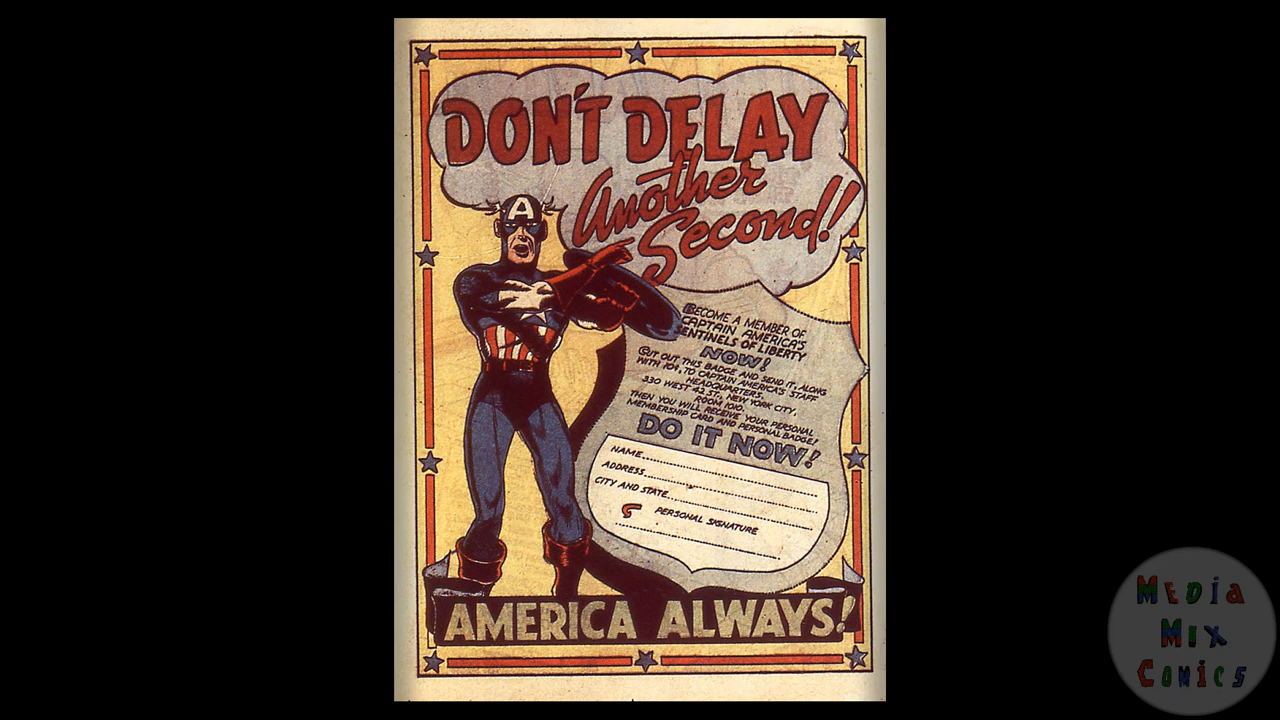 DON'T DELAY
Another
Second!!
A
BECOME A MEMBER OF
CAPTAIN AMERICA'S
SENTINELS OF LIBERTY
NOW!
CUT OUT THIS BADGE AND SEND IT, ALONG
WITH 10¢, TO CAPTAIN AMERICA'S STAFF
HEADQUARTERS.
330 WEST 42 ST., NEW YORK CITY,
ROOM 1010.
THEN YOU WILL RECEIVE YOUR PERSONAL
MEMBERSHIP CARD AND PERSONAL BADGE!
DO IT NOW!
NAME
ADDRESS
CITY AND STATE
PERSONAL SIGNATURE
AMERICA ALWAYS!
MEDiA
MiX
COMiCS